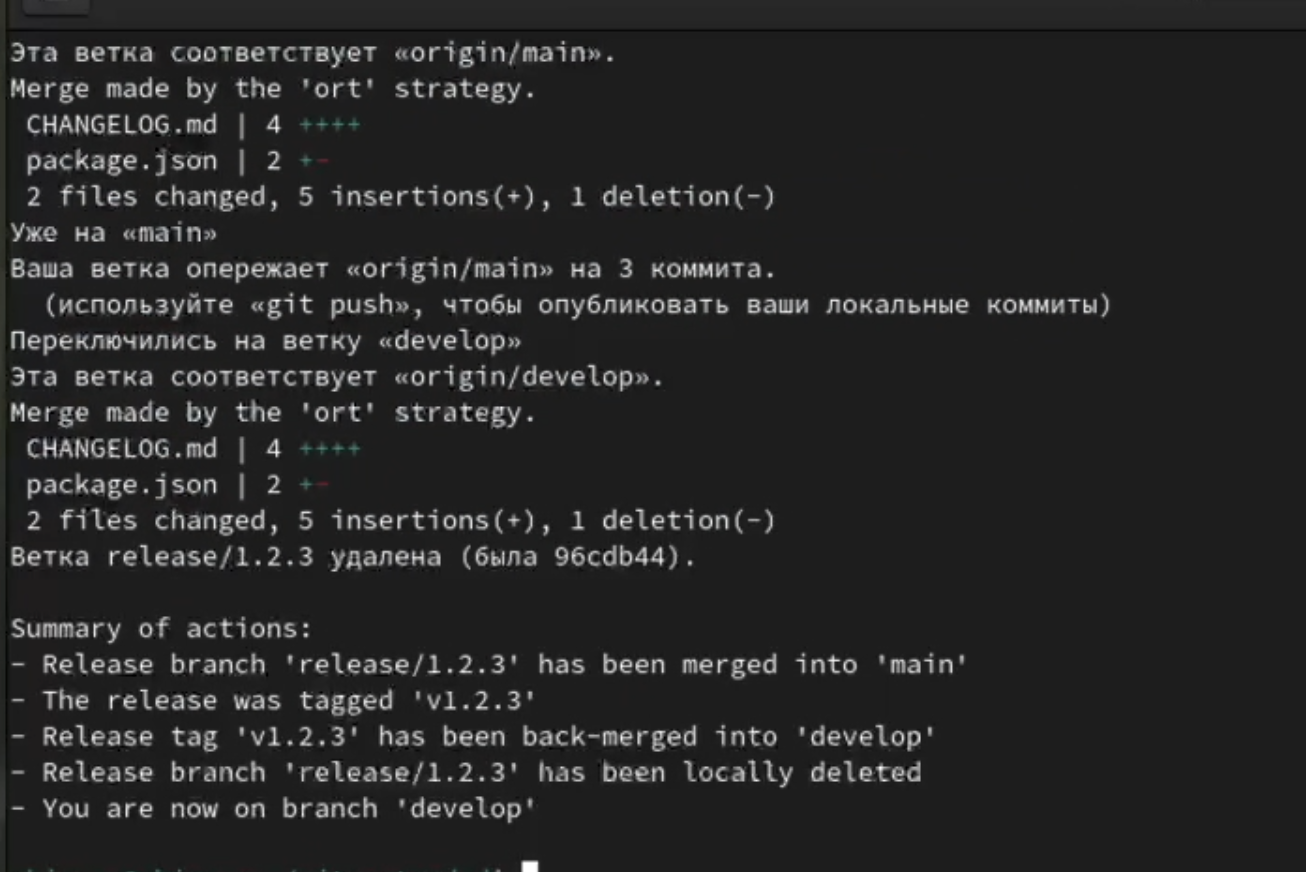 Эта ветка соответствует «origin/main».
Merge made by the 'ort' strategy.
CHANGELOG.md | 4 ++++
package.json | 2 +-
2 files changed, 5 insertions(+), 1 deletion(-)
Уже на «main»
Ваша ветка опережает «origin/main» на 3 коммита.
(используйте «git push», чтобы опубликовать ваши локальные коммиты)
Переключились на ветку «develop»
Эта ветка соответствует «origin/develop».
Merge made by the 'ort' strategy.
CHANGELOG.md | 4 ++++
package.json | 2 +-
2 files changed, 5 insertions(+), 1 deletion(-)
Ветка release/1.2.3 удалена (была 96cdb44).
Summary of actions:
- Release branch 'release/1.2.3' has been merged into 'main'
- The release was tagged 'v1.2.3'
- Release tag 'v1.2.3' has been back-merged into 'develop'
- Release branch 'release/1.2.3' has been locally deleted
- You are now on branch 'develop'